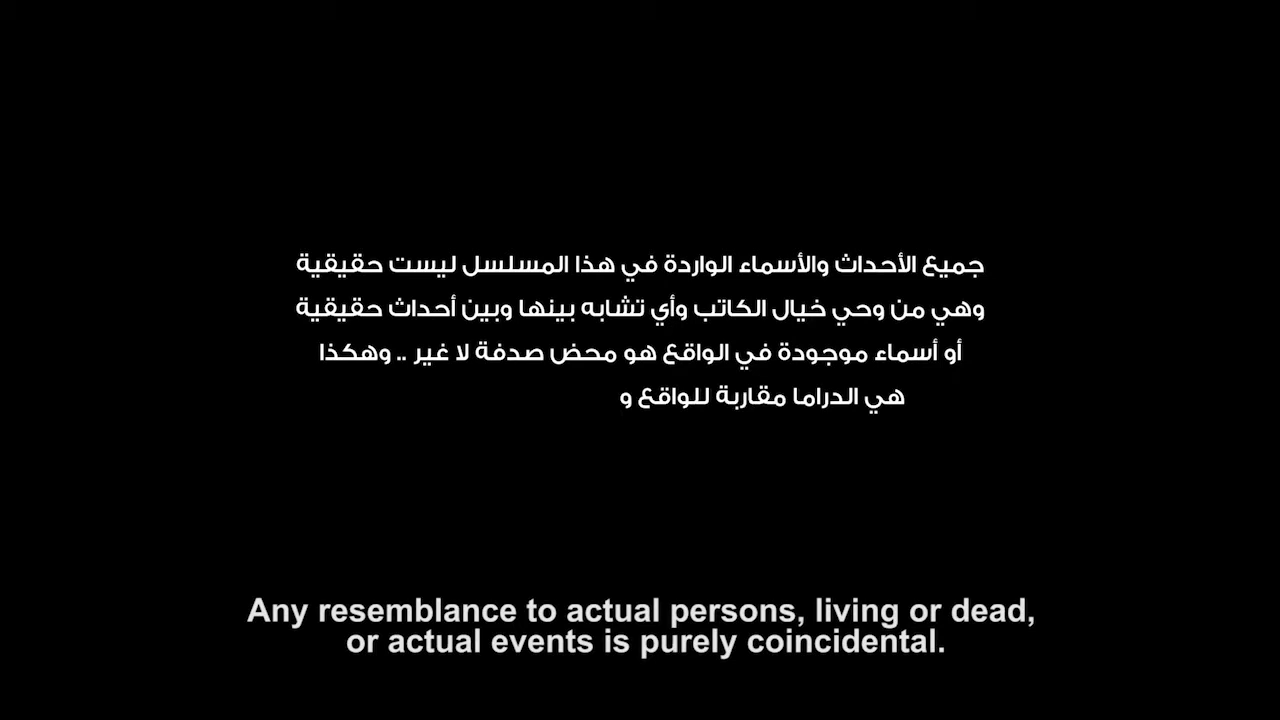 جميع الأحداث والأسماء الواردة في هذا المسلسل ليست حقيقية
وهي من وحي خيال الكاتب وأي تشابه بينها وبين أحداث حقيقية
أو أسماء موجودة في الواقع هو محض صدفة لا غير .. وهكذا
هي الدراما مقاربة للواقع و
Any resemblance to actual persons, living or dead,
or actual events is purely coincidental.